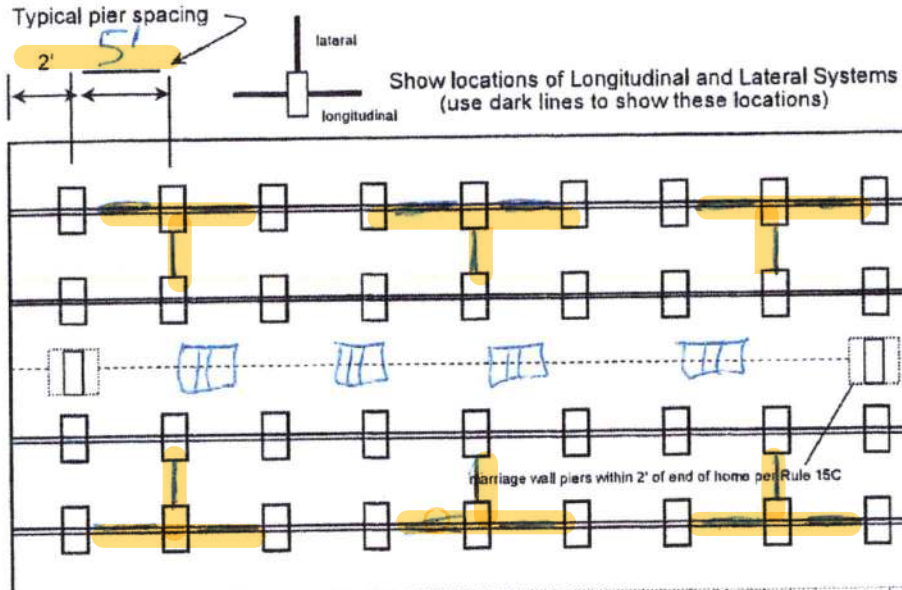 Typical pier spacing
2'
5'
lateral
longitudinal
Show locations of Longitudinal and Lateral Systems
(use dark lines to show these locations)
marriage wall piers within 2' of end of home per Rule 15C